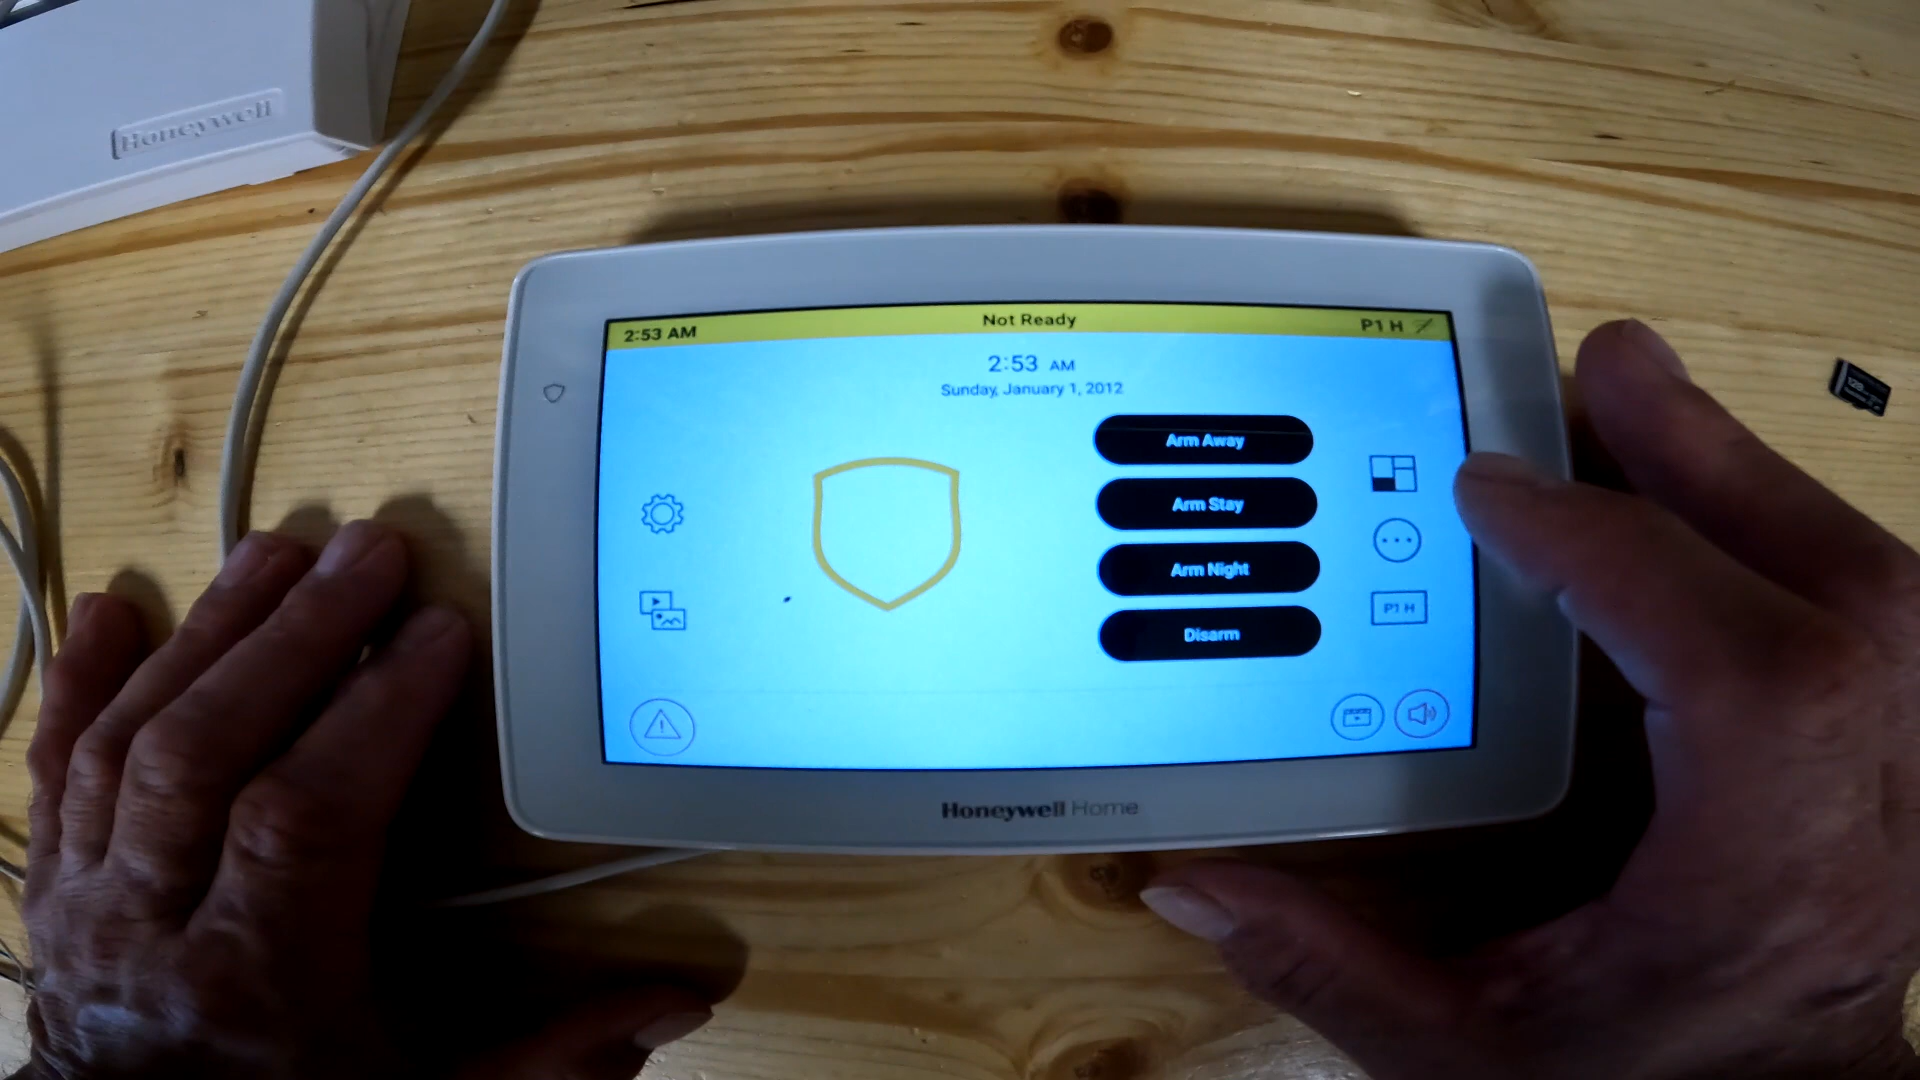 Honeywell
2:53 AM
Not Ready
P1 H
2:53 AM
Sunday, January 1, 2012
Arm Away
Arm Stay
Arm Night
Disarm
P1 H
Honeywell Home
128